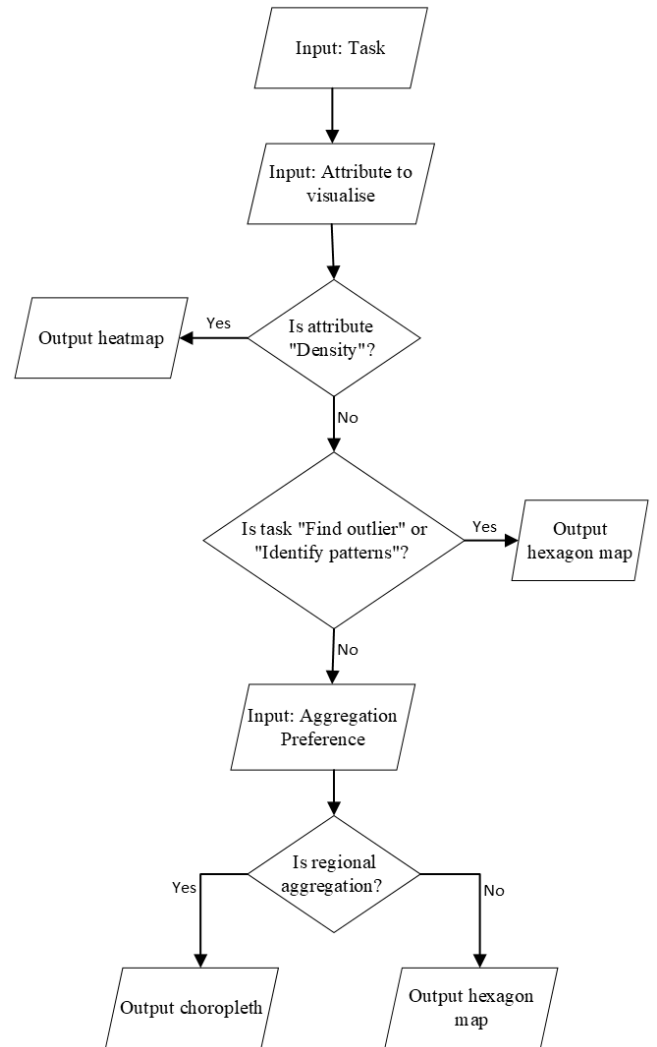 Input: Task
Input: Attribute to
visualise
Is attribute
"Density"?
Yes
Output heatmap
No
Is task "Find outlier" or
"Identify patterns"?
Yes
Output
hexagon map
No
Input: Aggregation
Preference
Is regional
aggregation?
Yes
No
Output choropleth
Output hexagon
map